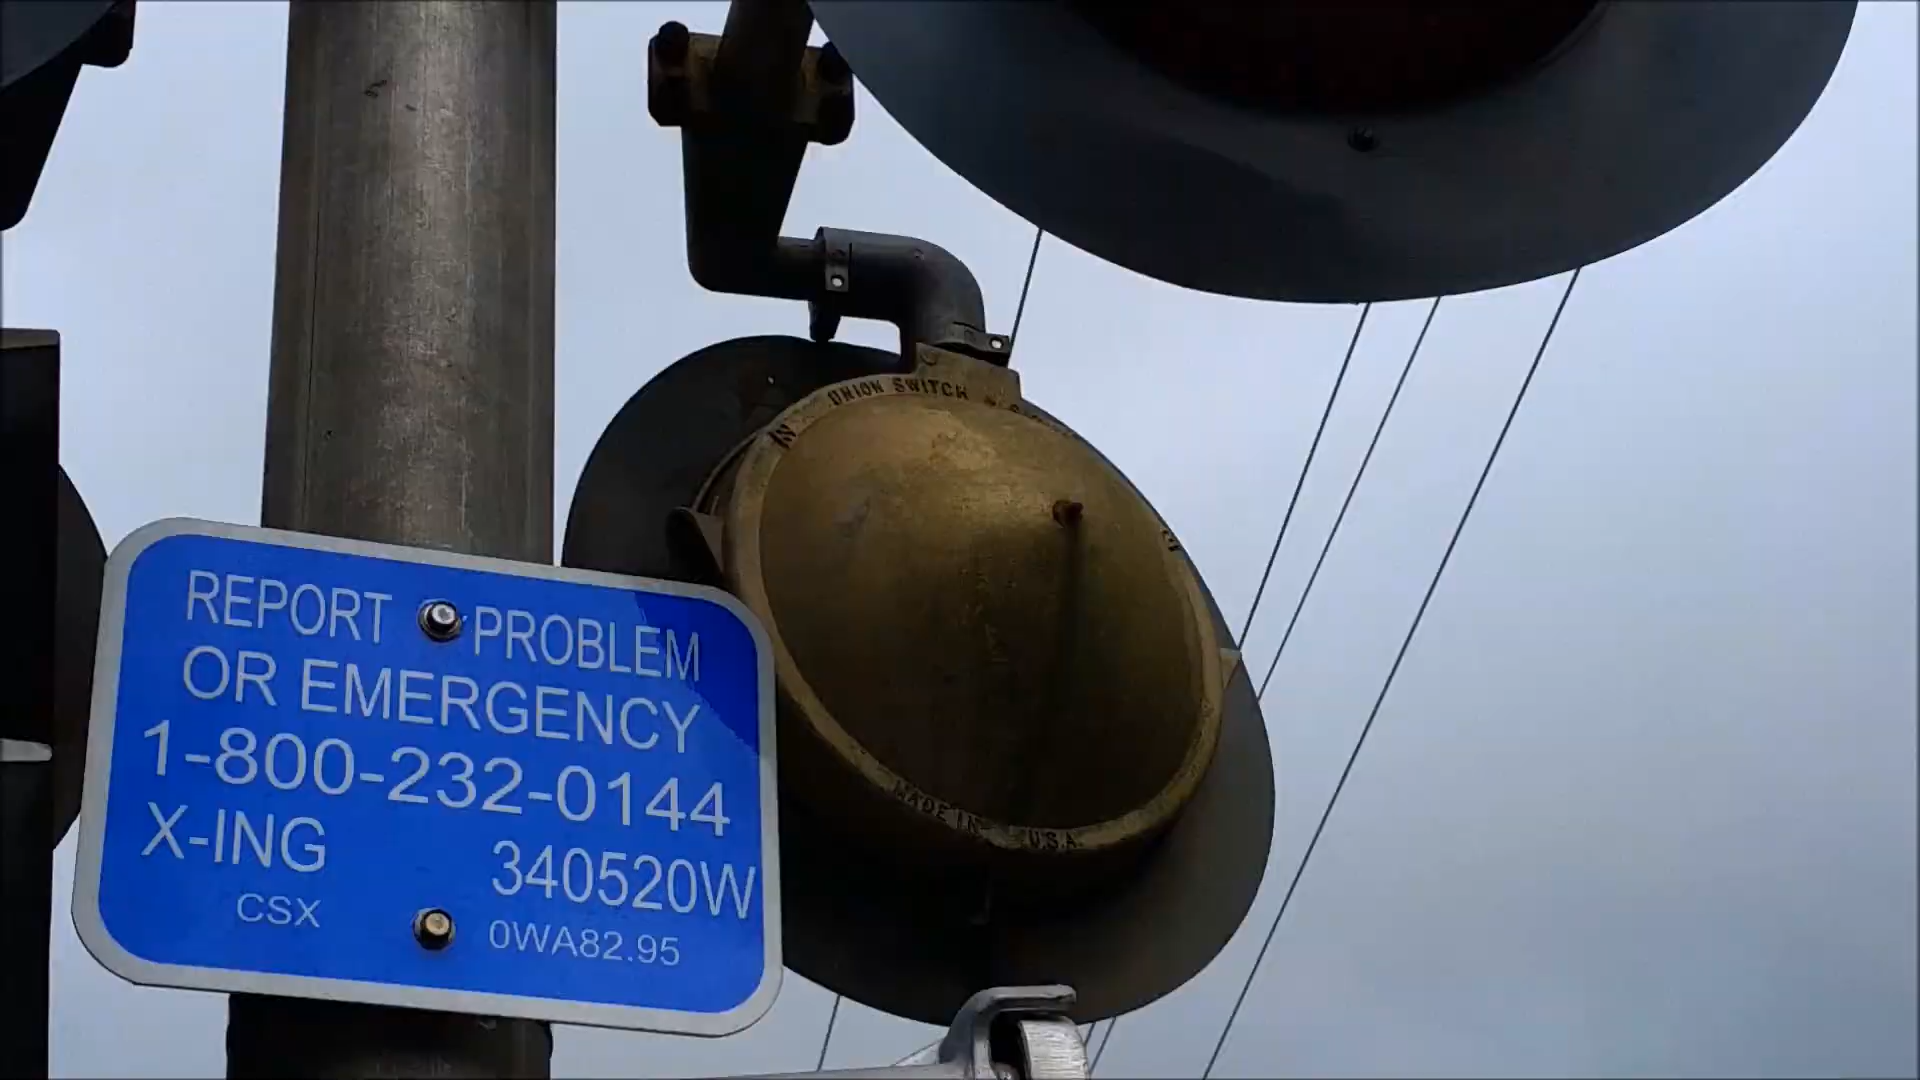 REPORT PROBLEM
OR EMERGENCY
1-800-232-0144
X-ING 340520W
CSX 0WA82.95
UNION SWITCH
MADE IN U.S.A.